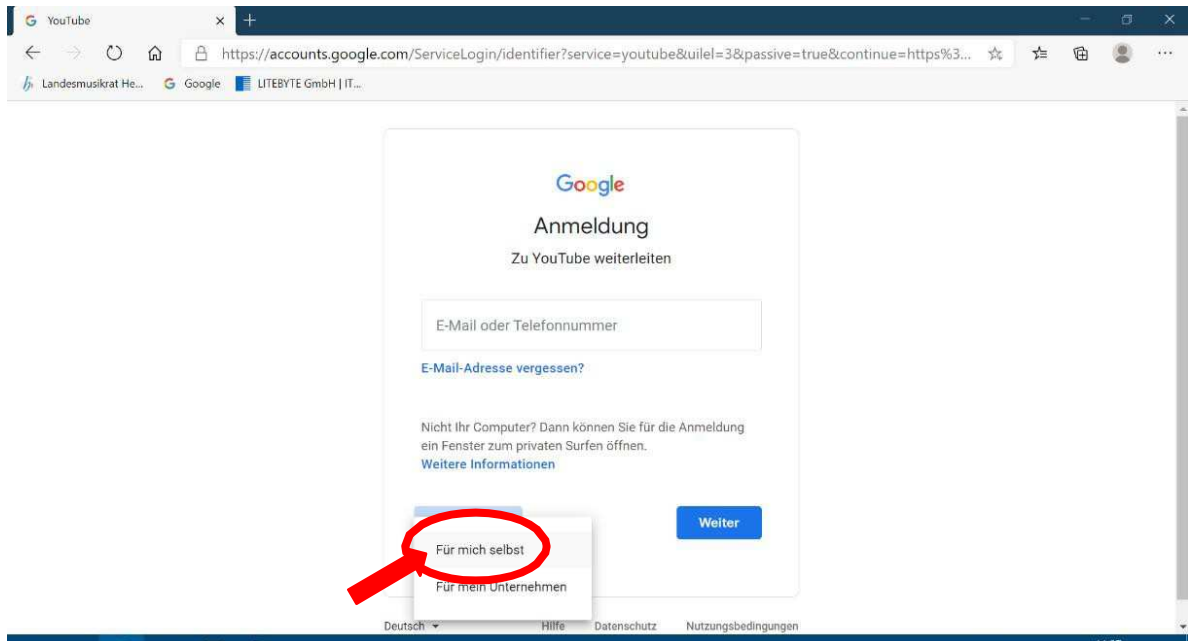 YouTube
https://accounts.google.com/ServiceLogin/identifier?service=youtube&uilel=3&passive=true&continue=https%3...
Landesmusikrat He... Google LITEBYTE GmbH | IT...
Google
Anmeldung
Zu YouTube weiterleiten
E-Mail oder Telefonnummer
E-Mail-Adresse vergessen?
Nicht Ihr Computer? Dann können Sie für die Anmeldung
ein Fenster zum privaten Surfen öffnen.
Weitere Informationen
Weiter
Für mich selbst
Für mein Unternehmen
Deutsch Hilfe Datenschutz Nutzungsbedingungen